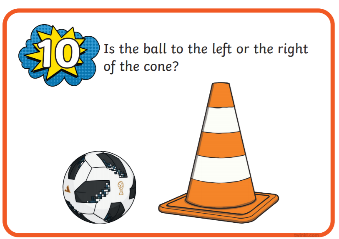 10
Is the ball to the left or the right
of the cone?